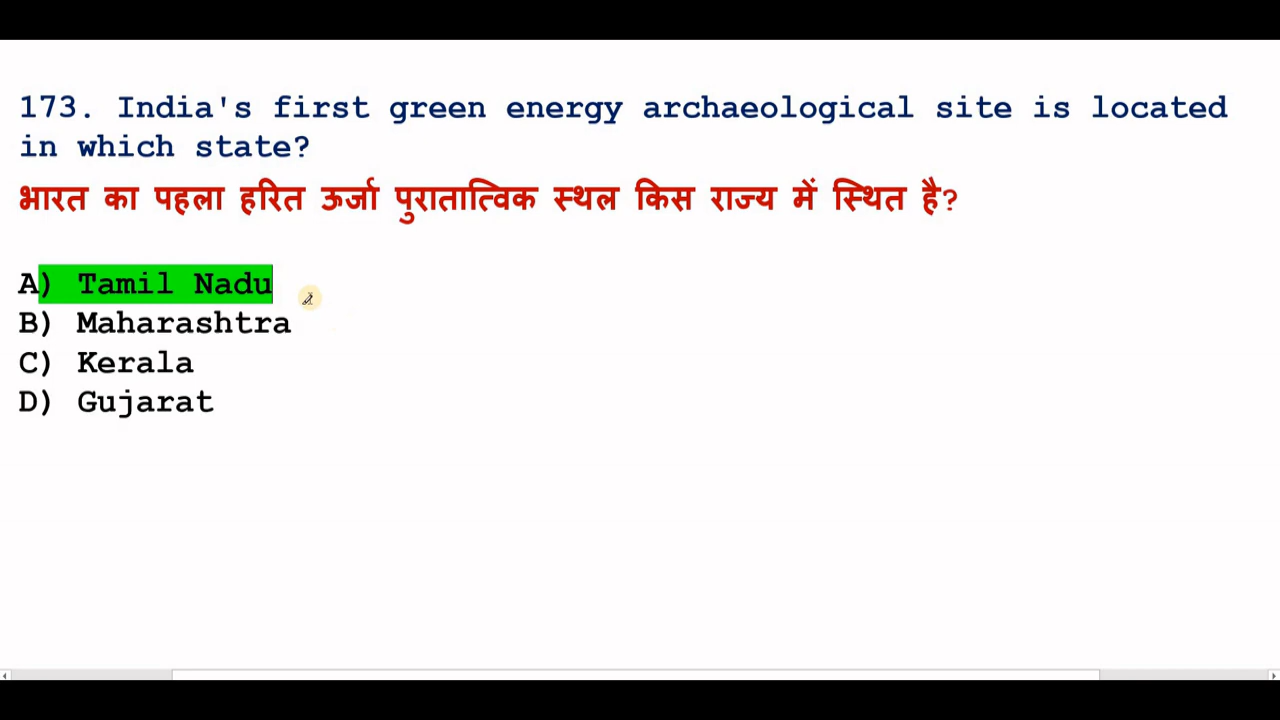 173. India's first green energy archaeological site is located
in which state?
भारत का पहला हरित ऊर्जा पुरातात्विक स्थल किस राज्य में स्थित है?
A) Tamil Nadu
B) Maharashtra
C) Kerala
D) Gujarat